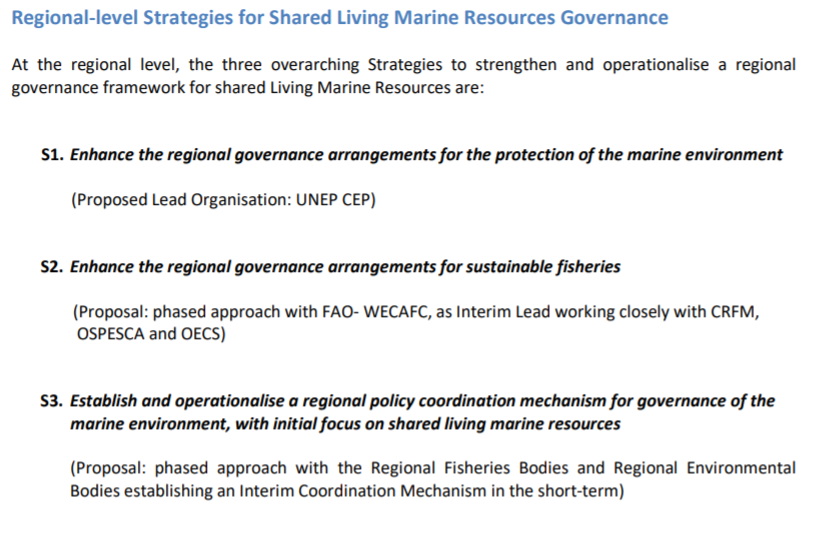 Regional-level Strategies for Shared Living Marine Resources Governance
At the regional level, the three overarching Strategies to strengthen and operationalise a regional
governance framework for shared Living Marine Resources are:
S1. Enhance the regional governance arrangements for the protection of the marine environment
(Proposed Lead Organisation: UNEP CEP)
S2. Enhance the regional governance arrangements for sustainable fisheries
(Proposal: phased approach with FAO- WECAFC, as Interim Lead working closely with CRFM,
OSPESCA and OECS)
S3. Establish and operationalise a regional policy coordination mechanism for governance of the
marine environment, with initial focus on shared living marine resources
(Proposal: phased approach with the Regional Fisheries Bodies and Regional Environmental
Bodies establishing an Interim Coordination Mechanism in the short-term)